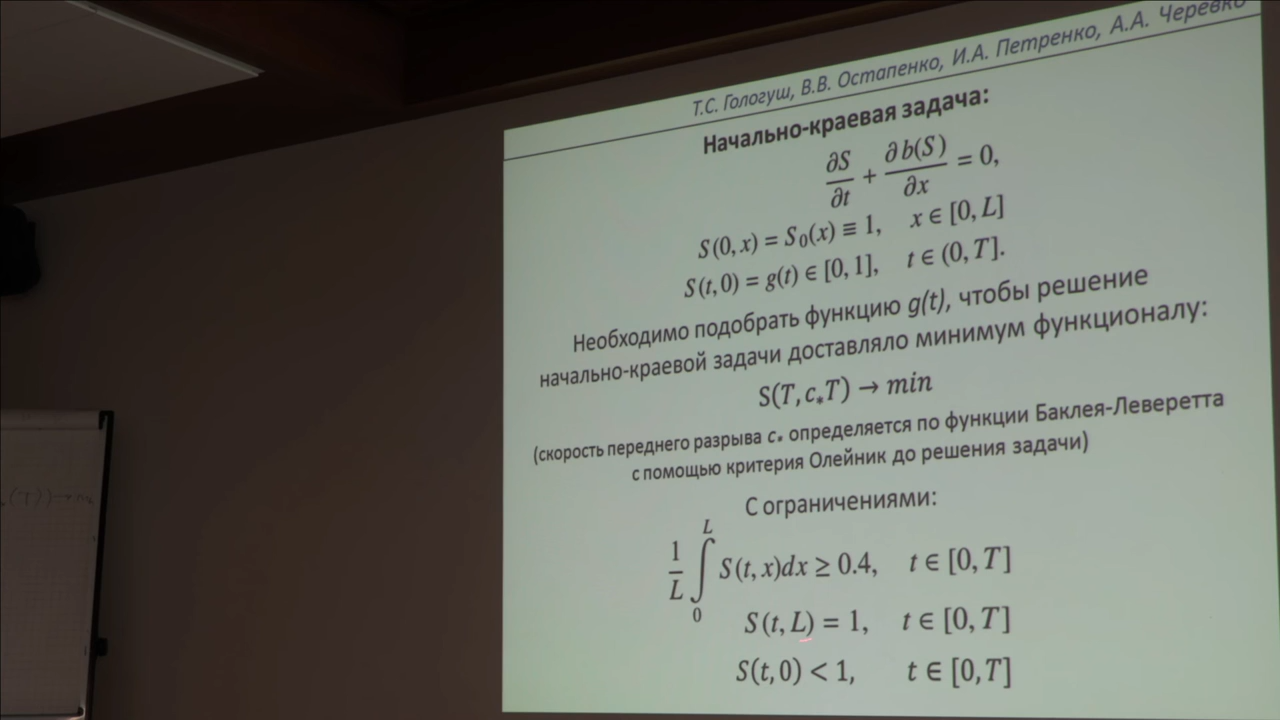 Т.С. Гологуш, В.В. Остапенко, И.А. Петренко, А.А. Черевко
Начально-краевая задача:
∂S/∂t + ∂b(S)/∂x = 0,
S(0, x) = S₀(x) ≡ 1, x ∈ [0, L]
S(t, 0) = g(t) ∈ [0, 1], t ∈ (0, T].
Необходимо подобрать функцию g(t), чтобы решение
начально-краевой задачи доставляло минимум функционалу:
S(T, c*T) → min
(скорость переднего разрыва c* определяется по функции Баклея-Леверетта
с помощью критерия Олейник до решения задачи)
С ограничениями:
1/L ∫₀ᴸ S(t, x)dx ≥ 0.4, t ∈ [0, T]
S(t, L) = 1, t ∈ [0, T]
S(t, 0) < 1, t ∈ [0, T]